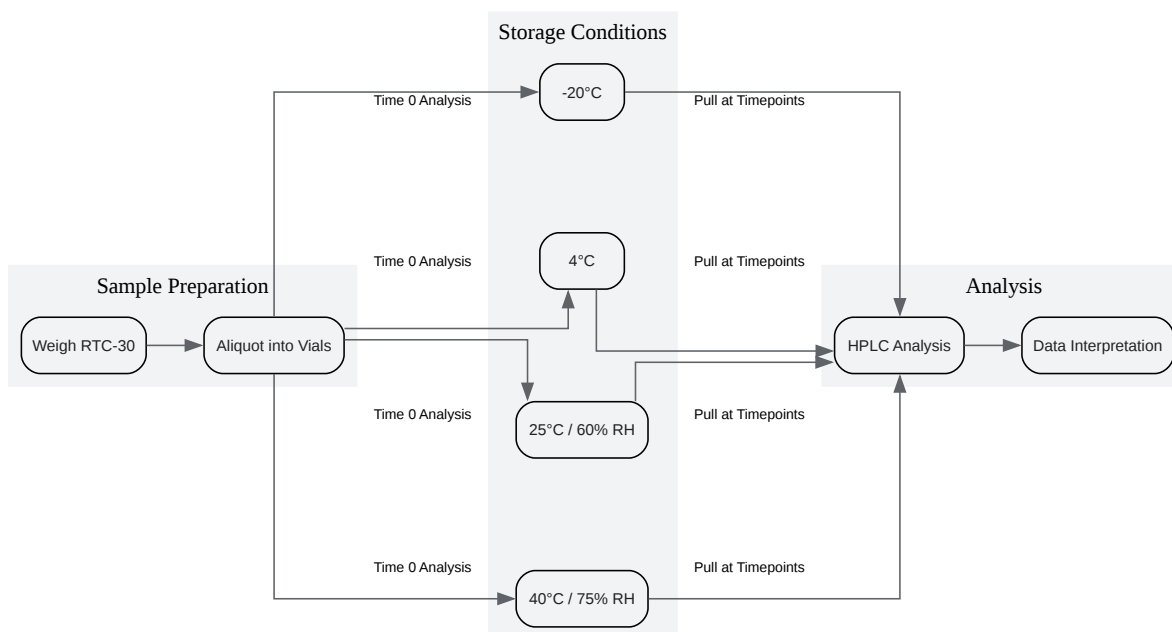 Storage Conditions
-20°C
Time 0 Analysis
Pull at Timepoints
4°C
Time 0 Analysis
Pull at Timepoints
Sample Preparation
Analysis
Weigh RTC-30
Aliquot into Vials
HPLC Analysis
Data Interpretation
Time 0 Analysis
Pull at Timepoints
25°C / 60% RH
Time 0 Analysis
Pull at Timepoints
40°C / 75% RH